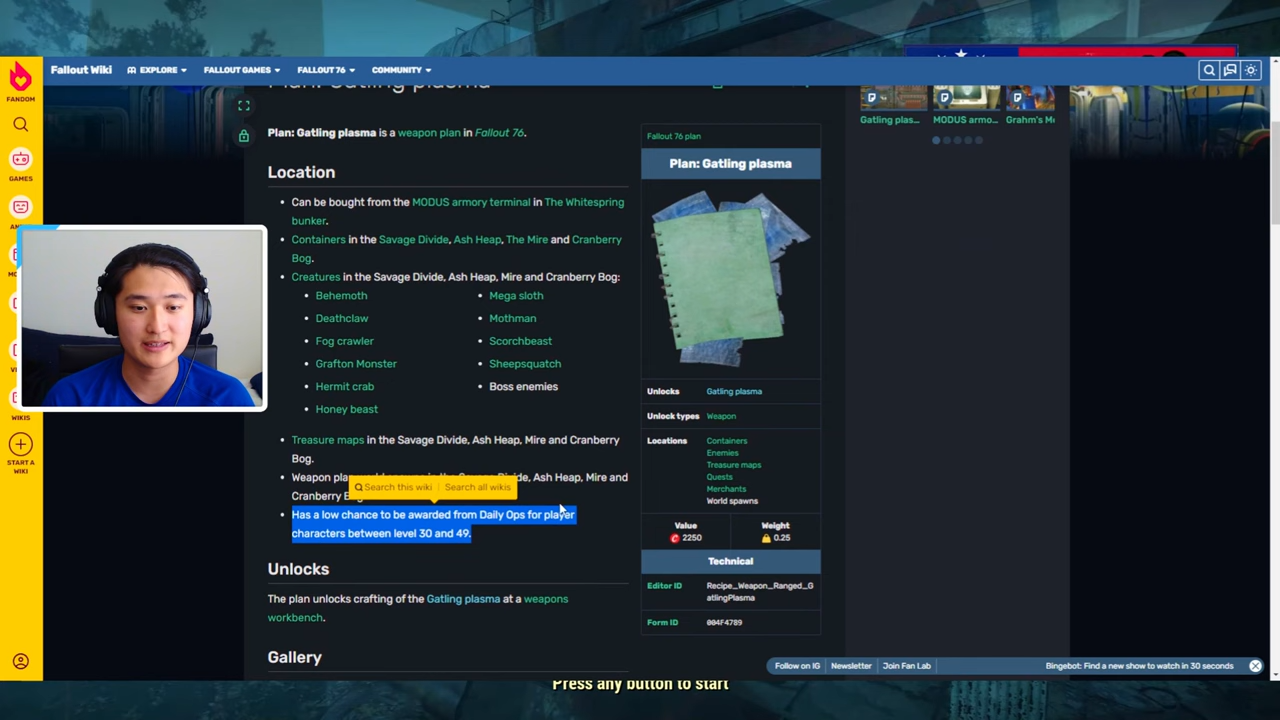 Fallout Wiki
EXPLORE
FALLOUT GAMES
FALLOUT 76
COMMUNITY
FANDOM
GAMES
WIKIS
START A
WIKI
Plan: Gatling plasma
Plan: Gatling plasma is a weapon plan in Fallout 76.
Location
Can be bought from the MODUS armory terminal in The Whitespring
bunker.
Containers in the Savage Divide, Ash Heap, The Mire and Cranberry
Bog.
Creatures in the Savage Divide, Ash Heap, Mire and Cranberry Bog:
Behemoth
Deathclaw
Fog crawler
Grafton Monster
Hermit crab
Honey beast
Mega sloth
Mothman
Scorchbeast
Sheepsquatch
Boss enemies
Treasure maps in the Savage Divide, Ash Heap, Mire and Cranberry
Bog.
Weapon plan Divide, Ash Heap, Mire and
Cranberry
Search this wiki
Search all wikis
Has a low chance to be awarded from Daily Ops for player
characters between level 30 and 49.
Unlocks
The plan unlocks crafting of the Gatling plasma at a weapons
workbench.
Gallery
Fallout 76 plan
Plan: Gatling plasma
Unlocks Gatling plasma
Unlock types Weapon
Locations Containers
Enemies
Treasure maps
Quests
Merchants
World spawns
Value Weight
2250 0.25
Technical
Editor ID Recipe_Weapon_Ranged_G
atlingPlasma
Form ID 004F4789
Gatling plas... MODUS armo... Grahm's Me
Follow on IG
Newsletter
Join Fan Lab
Bingebot: Find a new show to watch in 30 seconds
Press any button to start